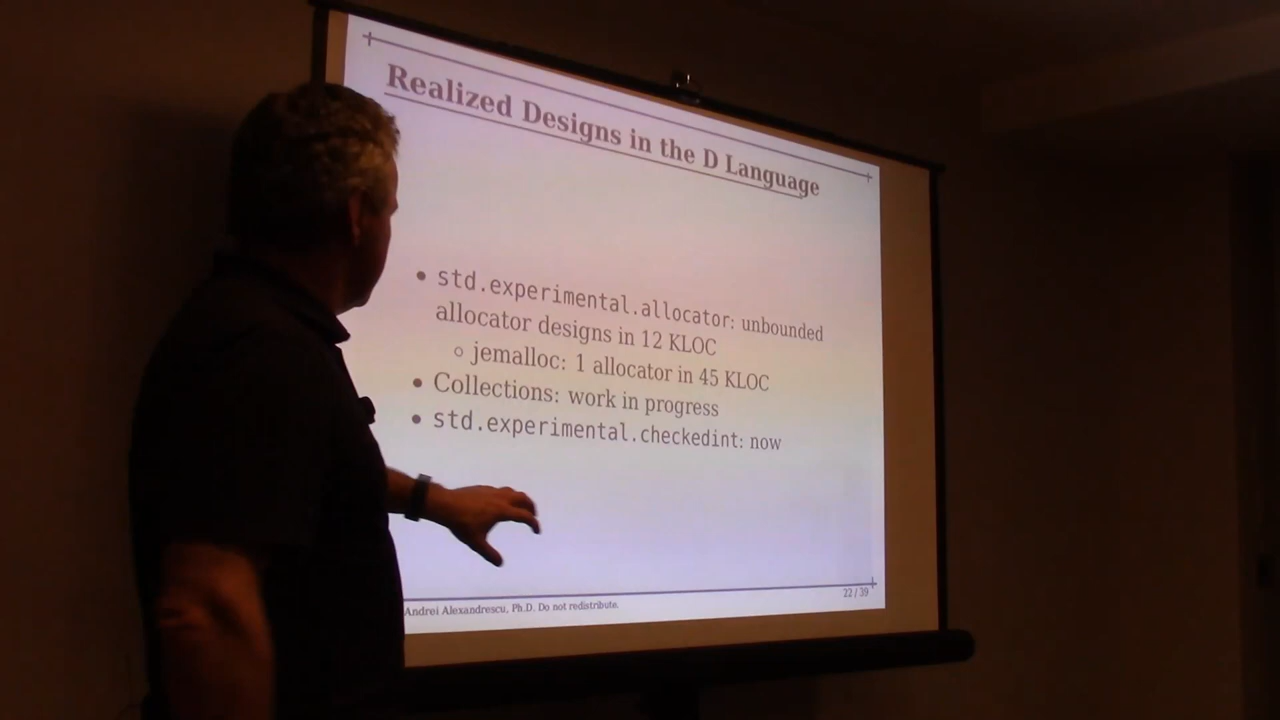 Realized Designs in the D Language
• std.experimental.allocator: unbounded
allocator designs in 12 KLOC
◦ jemalloc: 1 allocator in 45 KLOC
• Collections: work in progress
• std.experimental.checkedint: now
Andrei Alexandrescu, Ph.D. Do not redistribute.
22 / 39